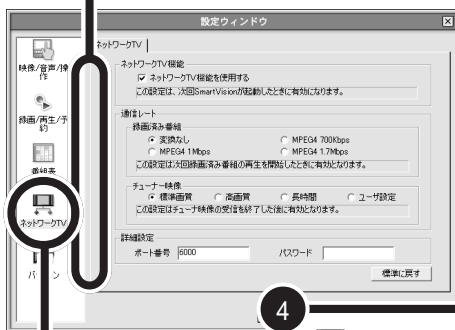 設定ウィンドウ
映像/音声/操作
録画/再生/予約
番組表
ネットワークTV
ネットワークTV
ネットワークTV機能
ネットワークTV機能を使用する
この設定は、次回SmartVisionが起動したときに有効になります。
通信レート
録画済み番組
変換なし
MPEG4 700Kbps
MPEG4 1Mbps
MPEG4 1.7Mbps
この設定は次回録画済み番組の再生を開始したときに有効となります。
チューナー映像
標準画質
高画質
長時間
ユーザ設定
この設定はチューナ映像の受信を終了した後に有効になります。
詳細設定
ポート番号
6000
パスワード
標準に戻す
4